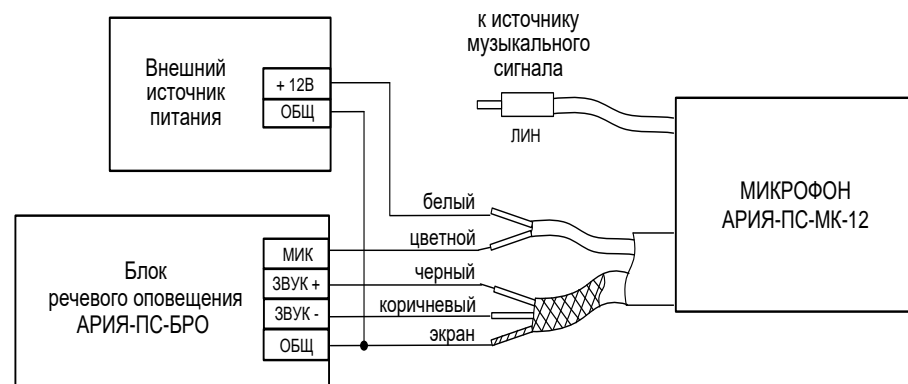 к источнику
музыкального
сигнала
Внешний
источник
питания
+ 12В
ОБЩ
ЛИН
МИКРОФОН
АРИЯ-ПС-МК-12
белый
цветной
черный
коричневый
экран
Блок
речевого оповещения
АРИЯ-ПС-БРО
МИК
ЗВУК +
ЗВУК -
ОБЩ